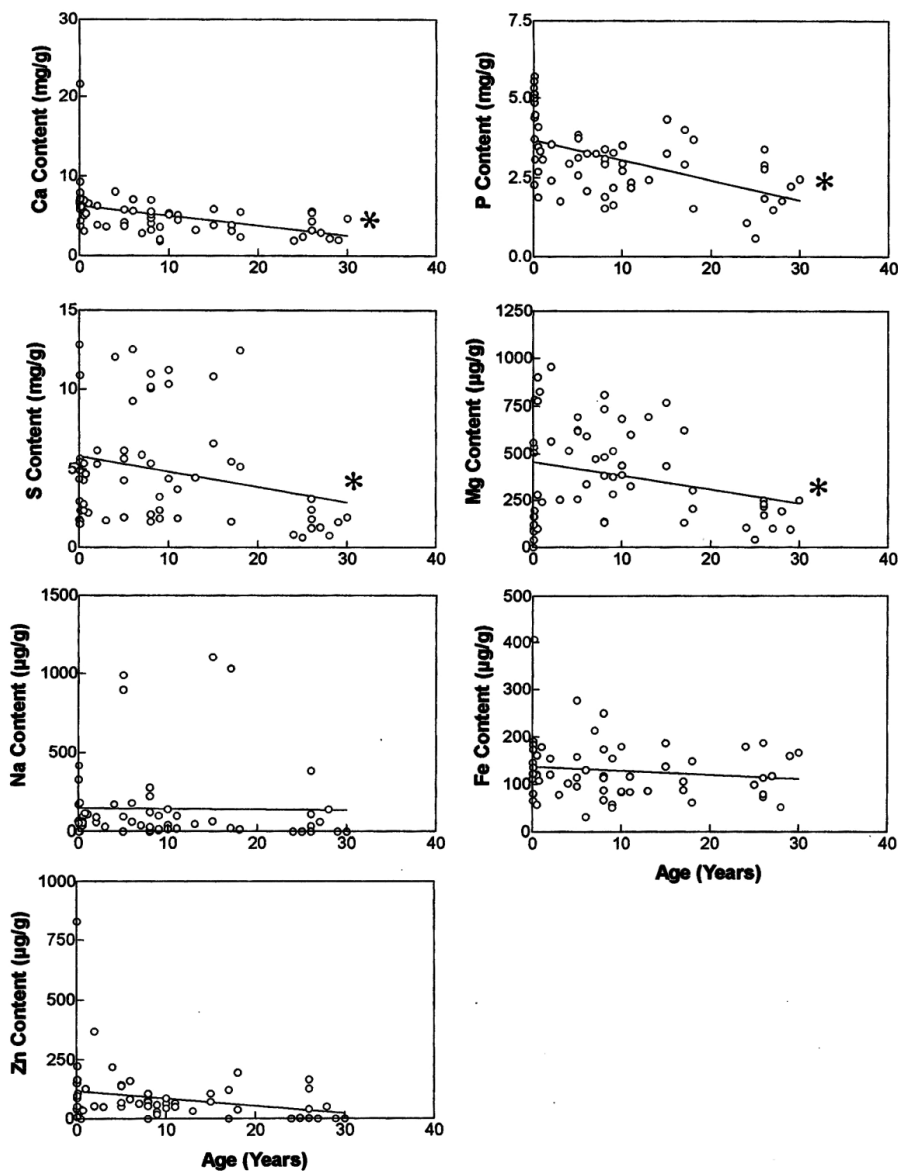 Ca Content (mg/g)
30
20
10
0
0 10 20 30 40
*
P Content (mg/g)
7.5
5.0
2.5
0.0
0 10 20 30 40
*
S Content (mg/g)
15
10
5
0
0 10 20 30 40
*
Mg Content (µg/g)
1250
1000
750
500
250
0
0 10 20 30 40
*
Na Content (µg/g)
1500
1000
500
0
0 10 20 30 40
Fe Content (µg/g)
500
400
300
200
100
0
0 10 20 30 40
Age (Years)
Zn Content (µg/g)
1000
750
500
250
0
0 10 20 30 40
Age (Years)